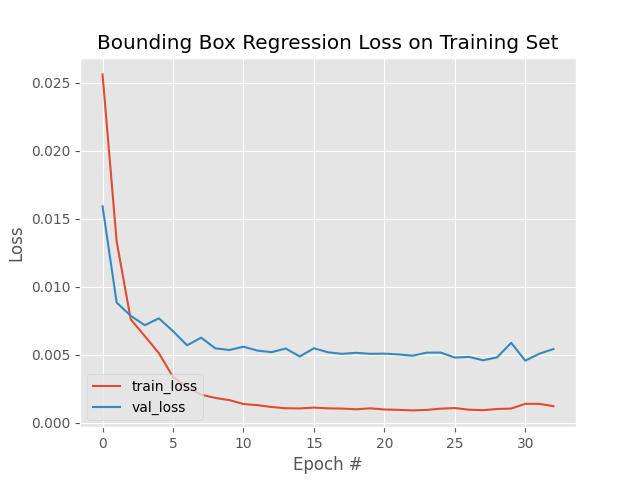 Bounding Box Regression Loss on Training Set
0.025
0.020
0.015
0.010
0.005
0.000
Loss
train_loss
val_loss
0 5 10 15 20 25 30
Epoch #